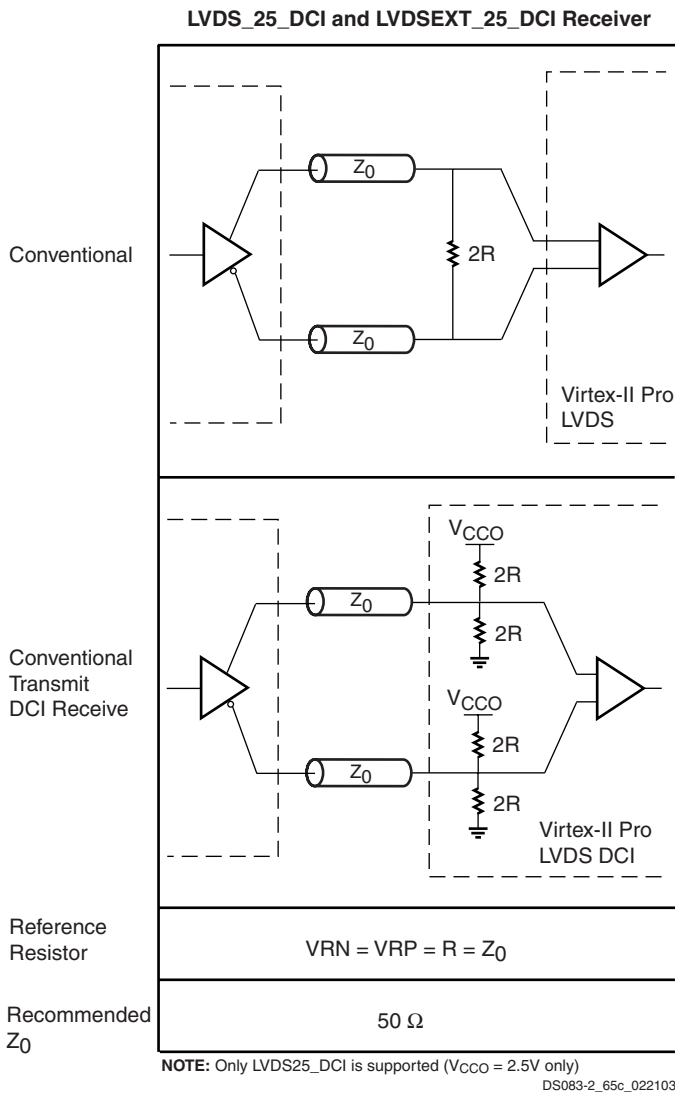 LVDS_25_DCI and LVDSEXT_25_DCI Receiver
Conventional
Z0
2R
Z0
Virtex-II Pro
LVDS
Conventional
Transmit
DCI Receive
VCCO
2R
Z0
2R
VCCO
2R
Z0
2R
Virtex-II Pro
LVDS DCI
Reference
Resistor
VRN = VRP = R = Z0
Recommended
Z0
50 Ω
NOTE: Only LVDS25_DCI is supported (VCCO = 2.5V only)
DS083-2_65c_022103